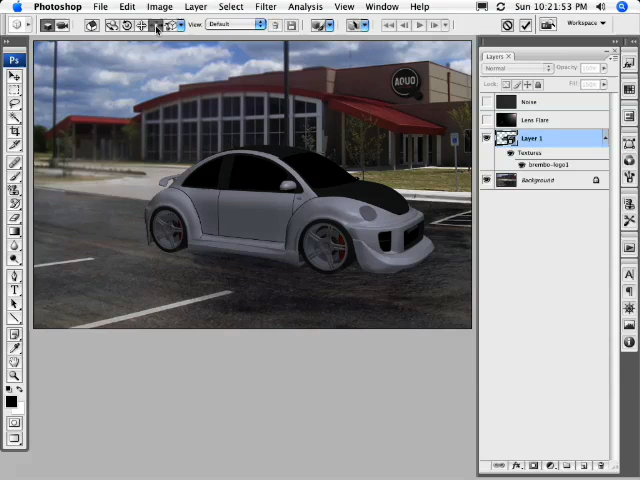 Photoshop File Edit Image Layer Select Filter Analysis View Window Help Sun 10:21:53 PM
View: Default Workspace
Ps
Layers
Normal Opacity:
Lock: Fill:
Noise
Lens Flare
Layer 1
Textures
brembo-logo1
Background
AQUO